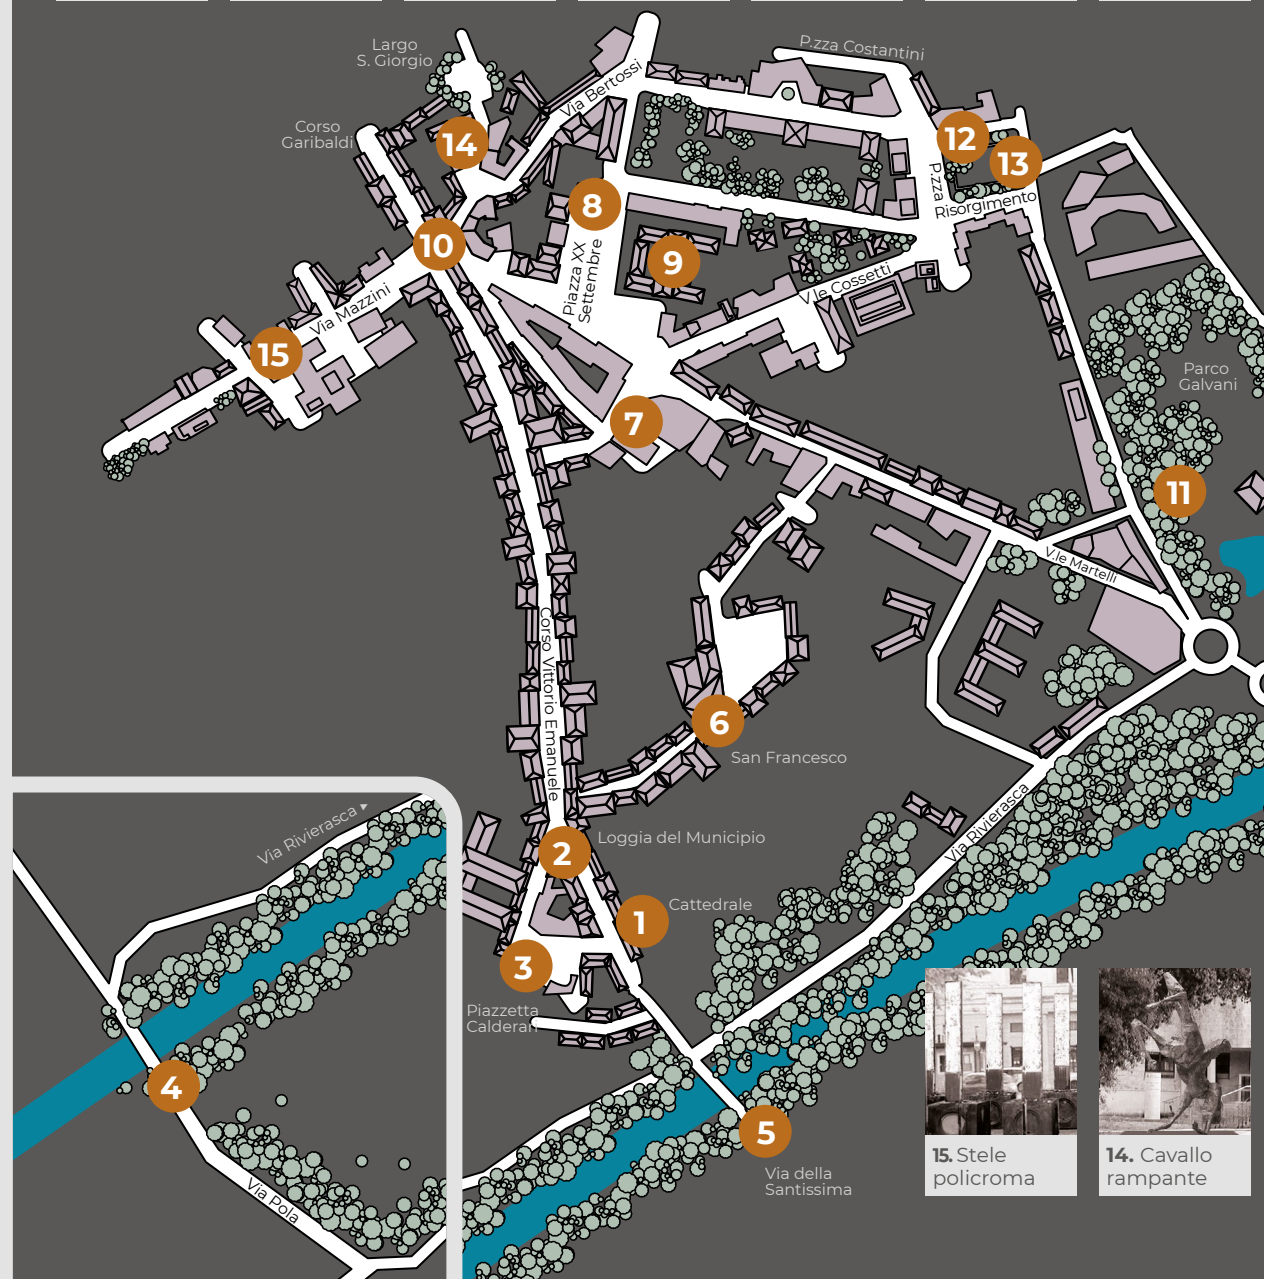 Largo
S. Giorgio
P.zza Costantini
Via Bertossi
Corso
Garibaldi
14
12
13
P.zza
Risorgimento
8
10
9
Piazza XX
Settembre
V.le Cossetti
Via Mazzini
15
Parco
Galvani
7
11
V.le Martelli
Corso Vittorio Emanuele
6
San Francesco
Via Rivierasca
Via Rivierasca
2
Loggia del Municipio
1
Cattedrale
3
Piazzetta
Calderari
4
5
Via della
Santissima
Via Pola
15. Stele
policroma
14. Cavallo
rampante